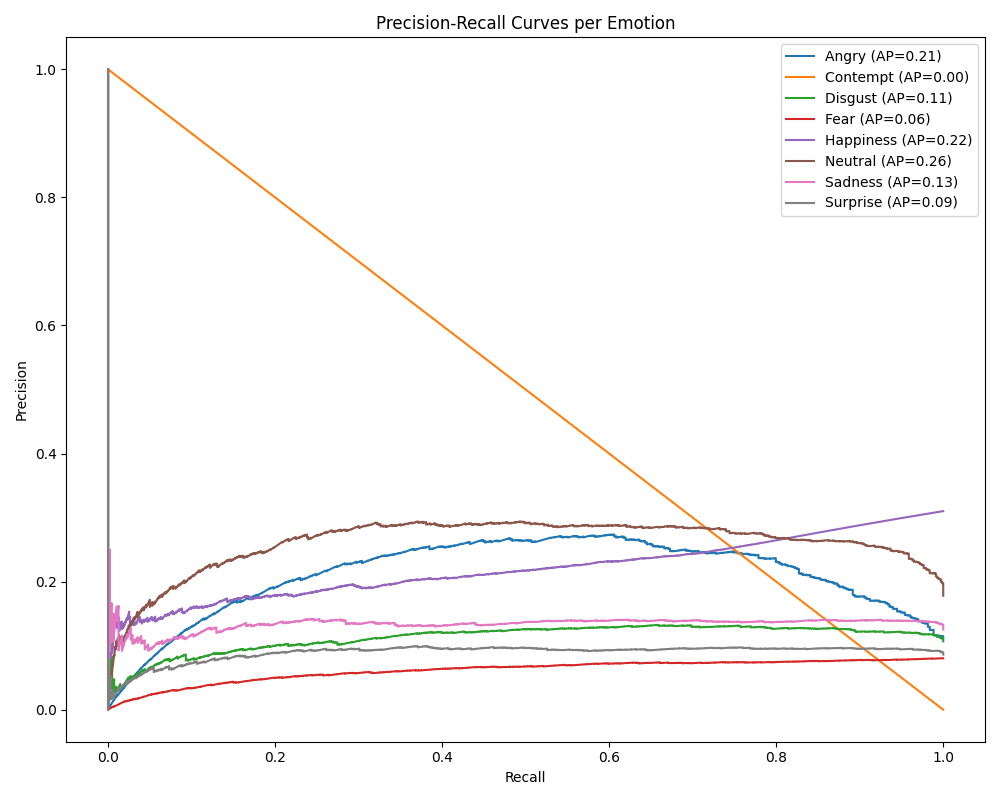 Precision-Recall Curves per Emotion
Angry (AP=0.21)
Contempt (AP=0.00)
Disgust (AP=0.11)
Fear (AP=0.06)
Happiness (AP=0.22)
Neutral (AP=0.26)
Sadness (AP=0.13)
Surprise (AP=0.09)
1.0
0.8
0.6
0.4
0.2
0.0
Precision
0.0 0.2 0.4 0.6 0.8 1.0
Recall